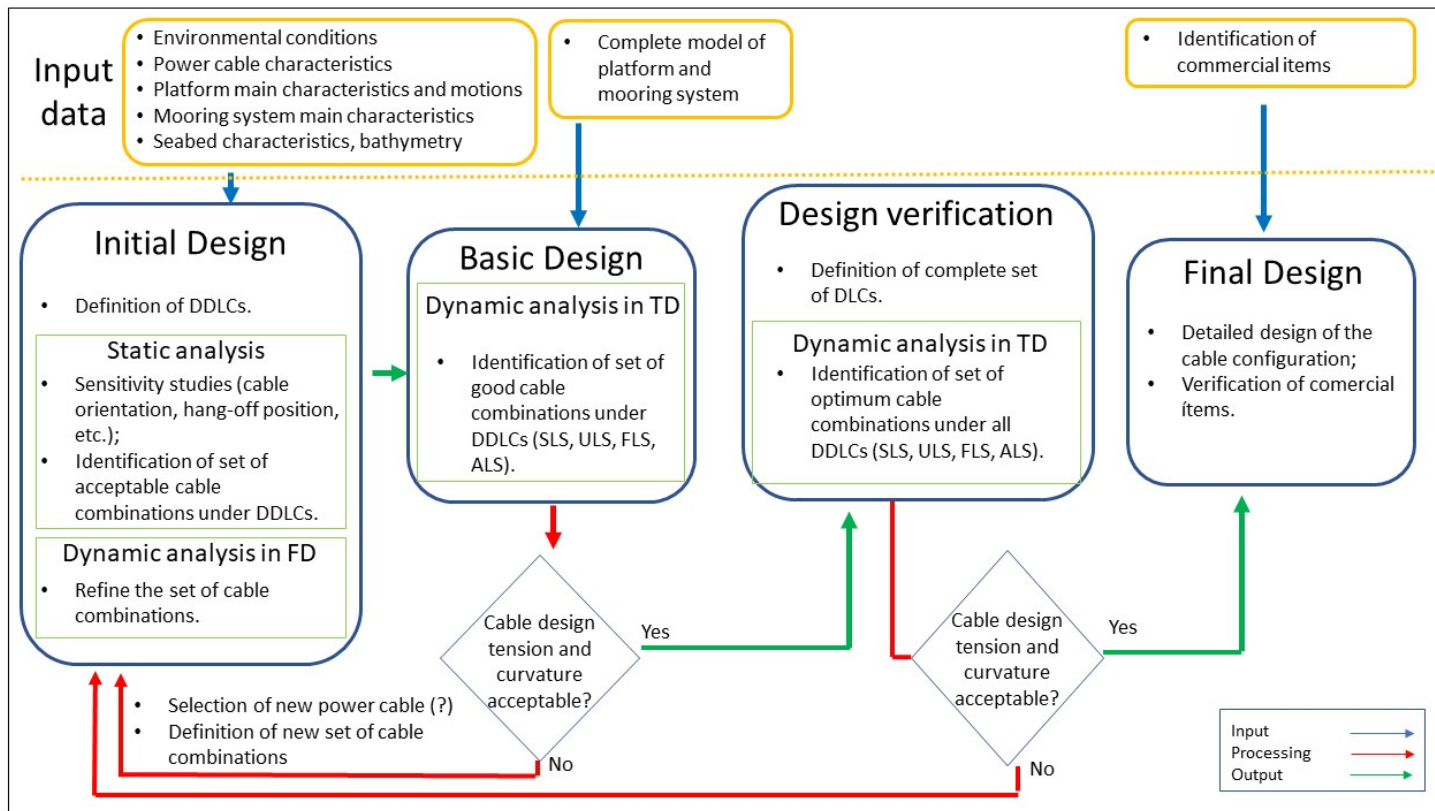 Input
data
• Environmental conditions
• Power cable characteristics
• Platform main characteristics and motions
• Mooring system main characteristics
• Seabed characteristics, bathymetry
• Complete model of
platform and
mooring system
• Identification of
commercial items
Initial Design
• Definition of DDLCs.
Static analysis
• Sensitivity studies (cable
orientation, hang-off position,
etc.);
• Identification of set of
acceptable cable
combinations under DDLCs.
Dynamic analysis in FD
• Refine the set of cable
combinations.
Basic Design
Dynamic analysis in TD
• Identification of set of
good cable
combinations under
DDLCs (SLS, ULS, FLS,
ALS).
Design verification
• Definition of complete set
of DLCs.
Dynamic analysis in TD
• Identification of set of
optimum cable
combinations under all
DDLCs (SLS, ULS, FLS, ALS).
Final Design
• Detailed design of the
cable configuration;
• Verification of comercial
ítems.
Cable design
tension and
curvature
acceptable?
Yes
No
Cable design
tension and
curvature
acceptable?
Yes
No
• Selection of new power cable (?)
• Definition of new set of cable
combinations
Input
Processing
Output